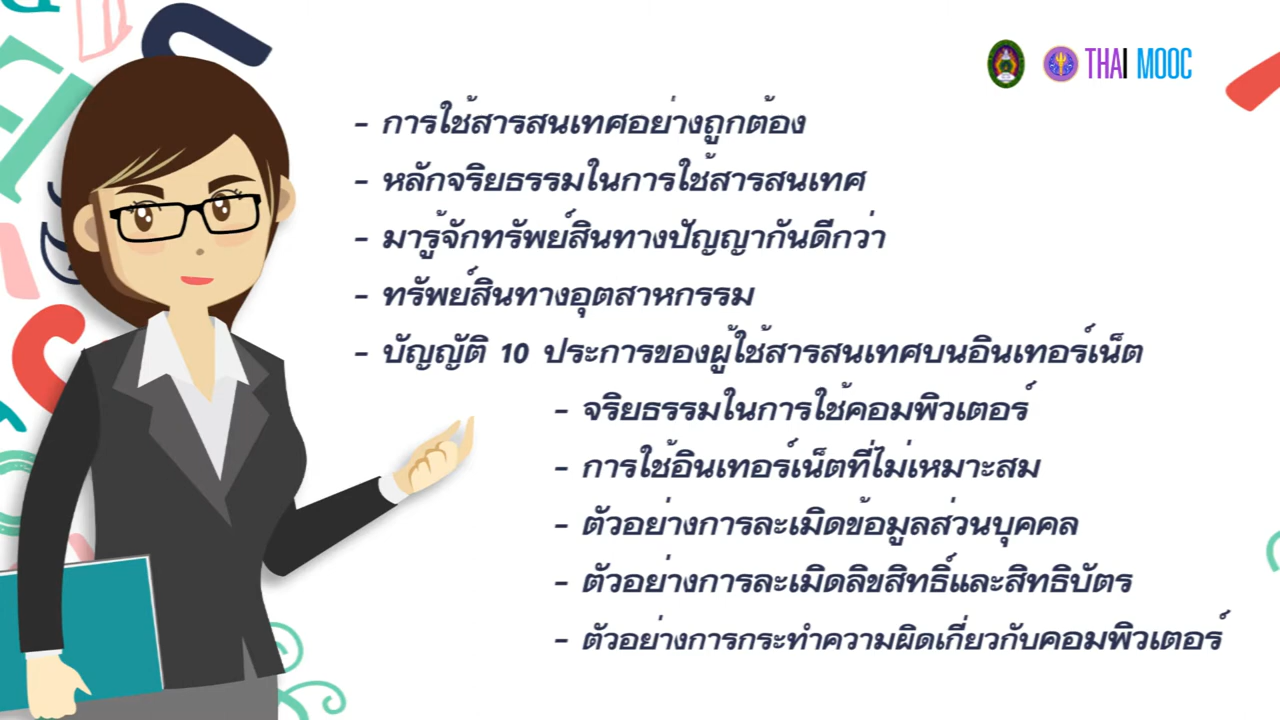 THAI MOOC
- การใช้สารสนเทศอย่างถูกต้อง
- หลักจริยธรรมในการใช้สารสนเทศ
- มารู้จักทรัพย์สินทางปัญญากันดีกว่า
- ทรัพย์สินทางอุตสาหกรรม
- บัญญัติ 10 ประการของผู้ใช้สารสนเทศบนอินเทอร์เน็ต
- จริยธรรมในการใช้คอมพิวเตอร์
- การใช้อินเทอร์เน็ตที่ไม่เหมาะสม
- ตัวอย่างการละเมิดข้อมูลส่วนบุคคล
- ตัวอย่างการละเมิดลิขสิทธิ์และสิทธิบัตร
- ตัวอย่างการกระทำความผิดเกี่ยวกับคอมพิวเตอร์